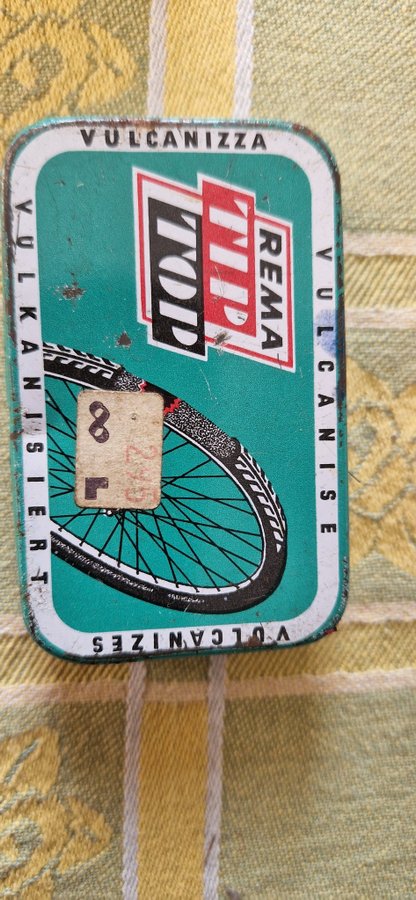 VULCANIZZA
REMA
TIP
TOP
VULCANISE
VULKANISIERT
VULCANIZES